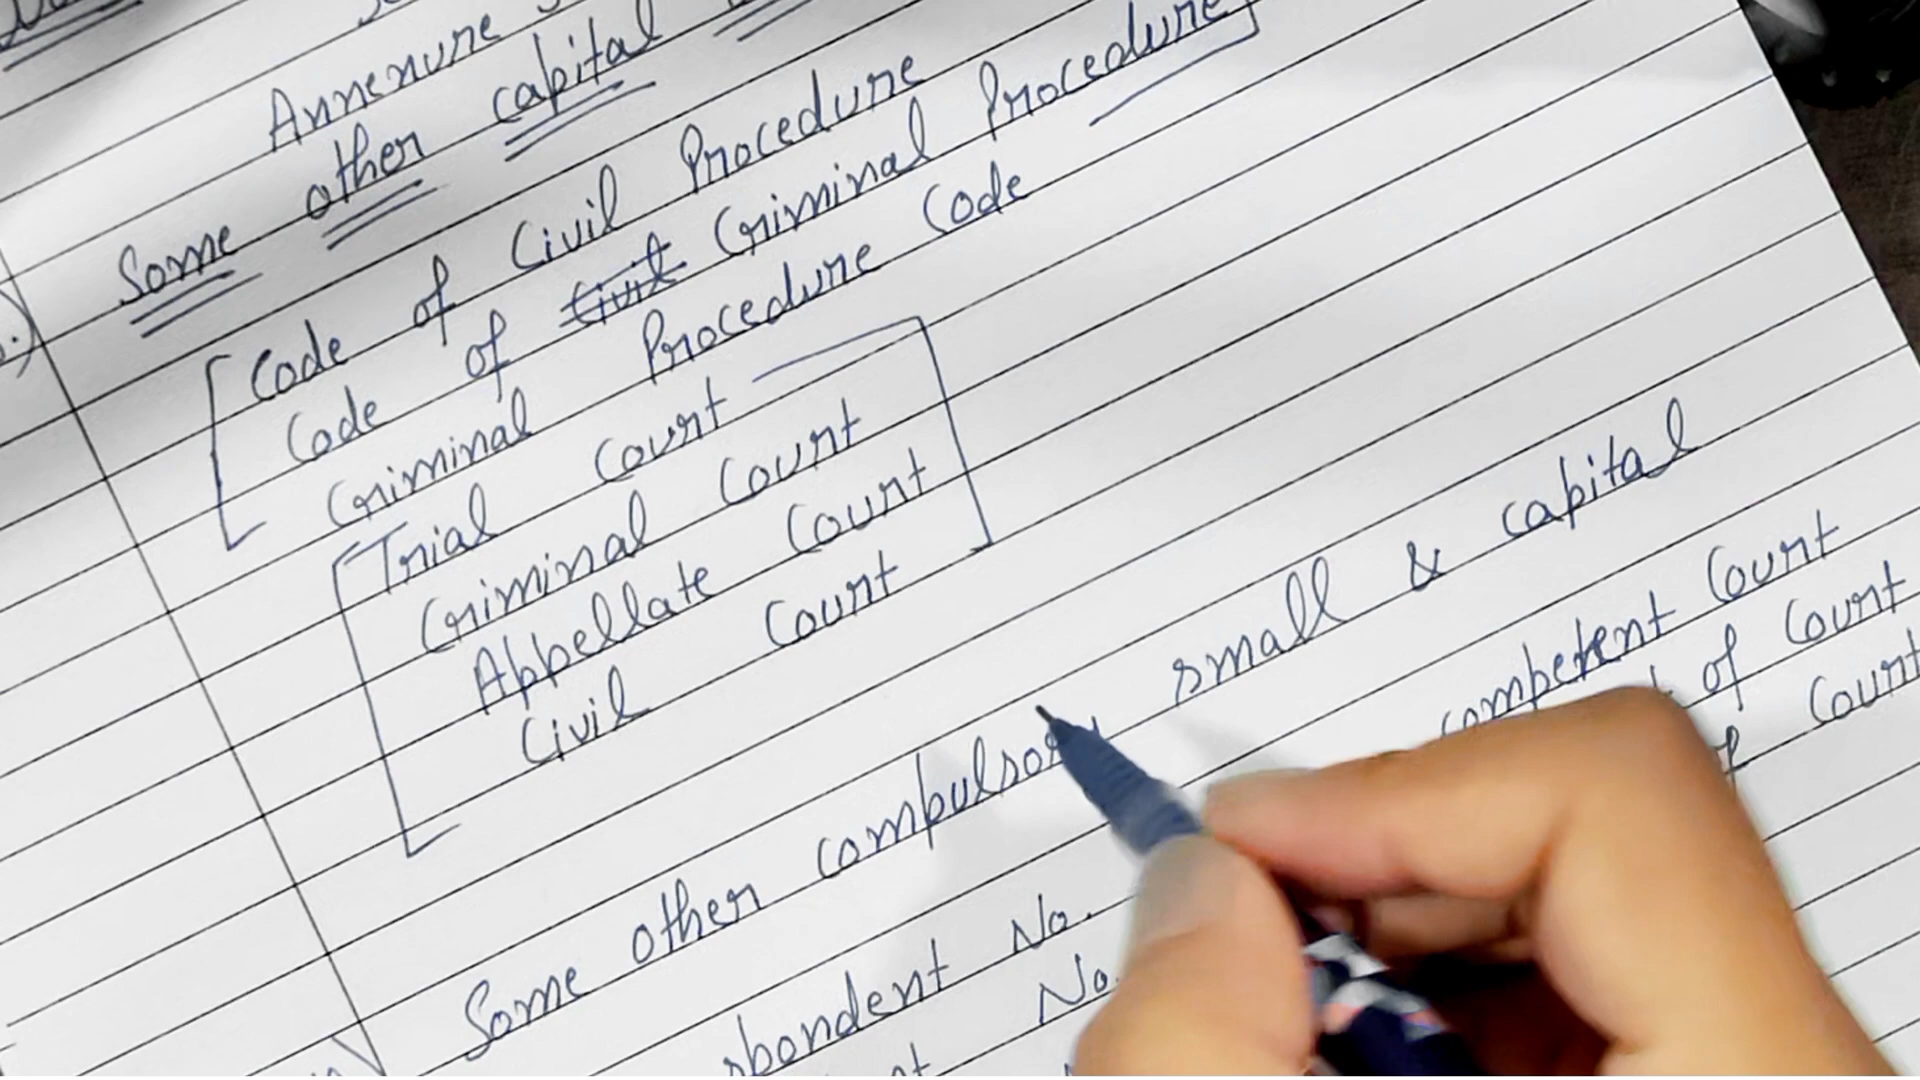 Annexure
Some other capital
Code of Civil Procedure
Code of Civil Criminal Procedure
Criminal Procedure Code
Trial Court
Criminal Court
Appellate Court
Civil Court
Some other compulsory small & capital
competent Court
of Court
Court
No.
No.